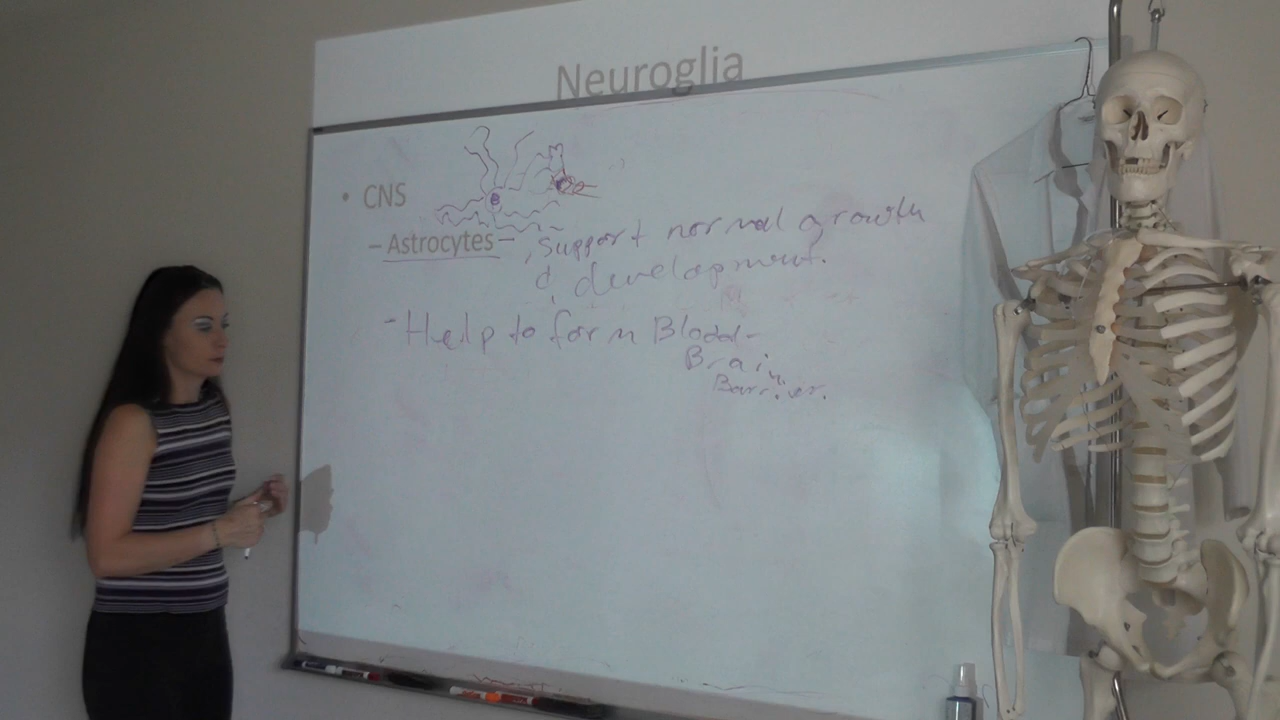 Neuroglia
• CNS
– Astrocytes – , support normal growth
& development.
- Help to form Blood-
Brain
Barrier.